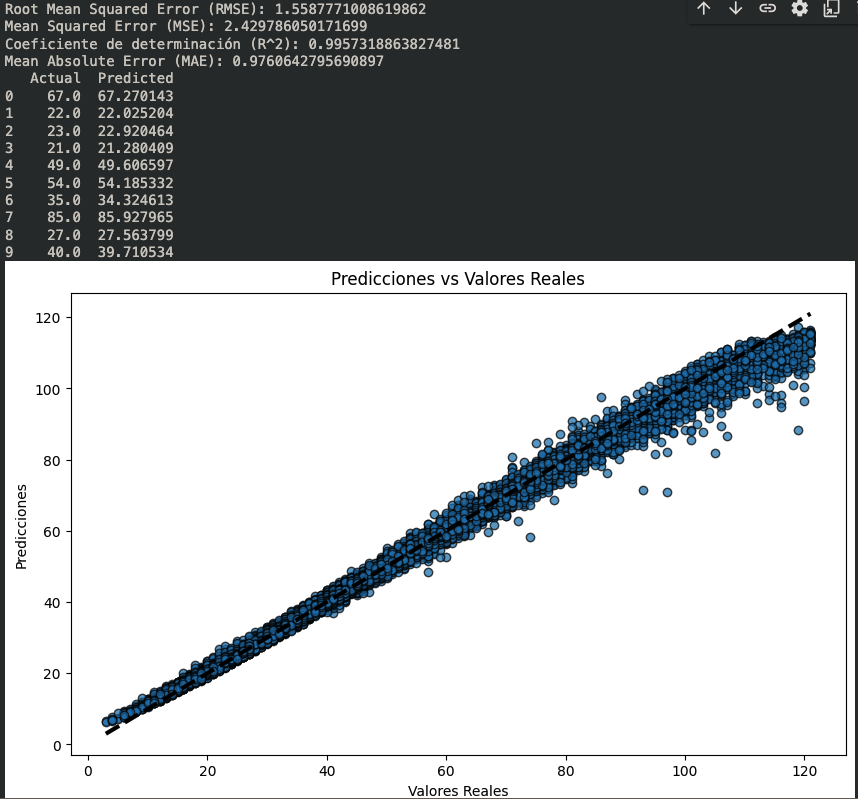 Root Mean Squared Error (RMSE): 1.5587771008619862
Mean Squared Error (MSE): 2.429786050171699
Coeficiente de determinación (R^2): 0.9957318863827481
Mean Absolute Error (MAE): 0.9760642795690897
Actual Predicted
0 67.0 67.270143
1 22.0 22.025204
2 23.0 22.920464
3 21.0 21.280409
4 49.0 49.606597
5 54.0 54.185332
6 35.0 34.324613
7 85.0 85.927965
8 27.0 27.563799
9 40.0 39.710534
Predicciones vs Valores Reales
120
100
80
60
40
20
0
Predicciones
0 20 40 60 80 100 120
Valores Reales